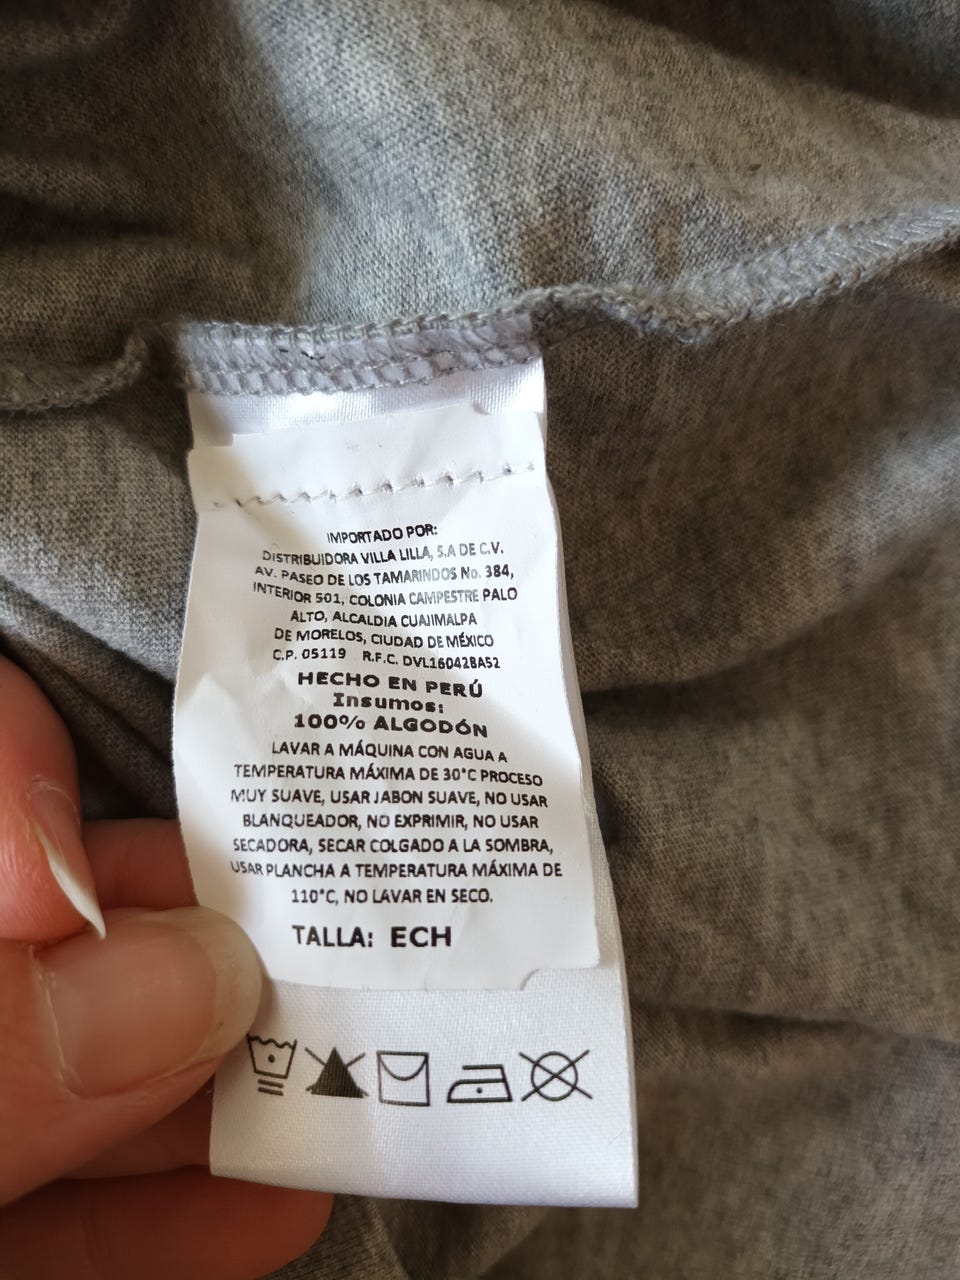 IMPORTADO POR:
DISTRIBUIDORA VILLA LILLA, S.A DE C.V.
AV. PASEO DE LOS TAMARINDOS No. 384,
INTERIOR 501, COLONIA CAMPESTRE PALO
ALTO, ALCALDIA CUAJIMALPA
DE MORELOS, CIUDAD DE MÉXICO
C.P. 05119 R.F.C. DVL160428A52
HECHO EN PERÚ
Insumos:
100% ALGODÓN
LAVAR A MÁQUINA CON AGUA A
TEMPERATURA MÁXIMA DE 30°C PROCESO
MUY SUAVE, USAR JABON SUAVE, NO USAR
BLANQUEADOR, NO EXPRIMIR, NO USAR
SECADORA, SECAR COLGADO A LA SOMBRA,
USAR PLANCHA A TEMPERATURA MÁXIMA DE
110°C, NO LAVAR EN SECO.
TALLA: ECH